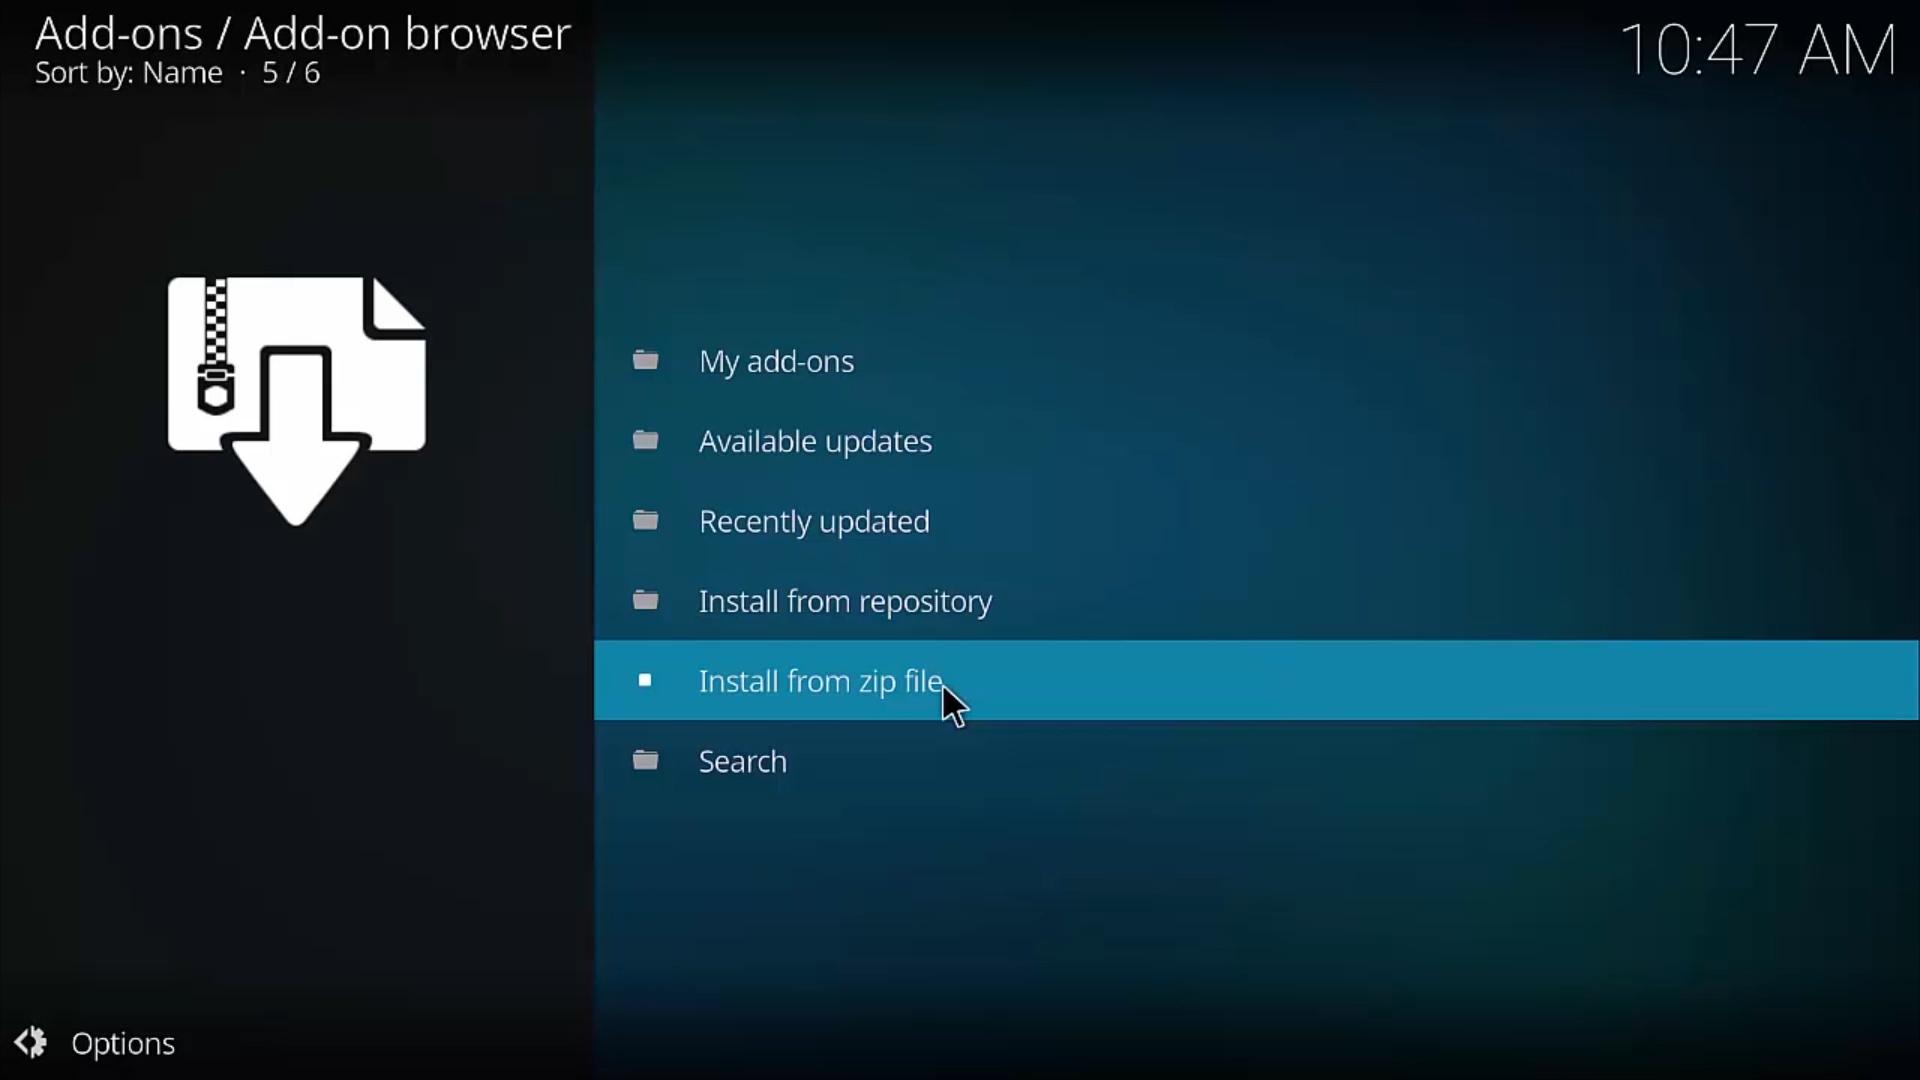 Add-ons / Add-on browser
Sort by: Name · 5 / 6
10:47 AM
My add-ons
Available updates
Recently updated
Install from repository
Install from zip file
Search
Options